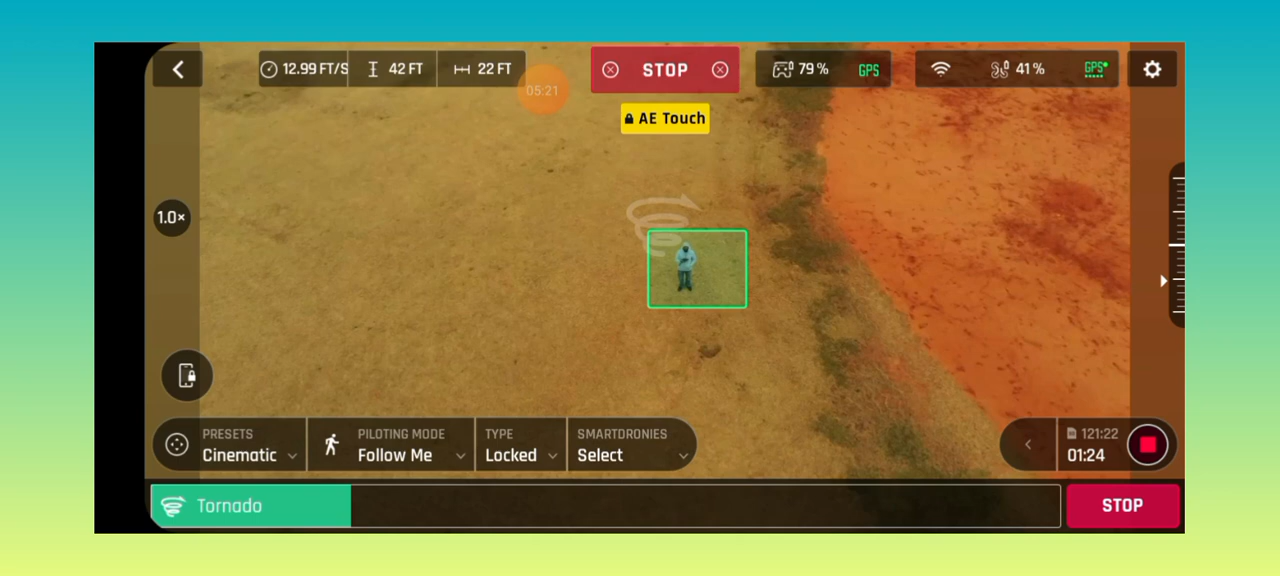 12.99 FT/S 42 FT 22 FT STOP 79 % GPS 41 % GPS
05:21
AE Touch
1.0×
PRESETS PILOTING MODE TYPE SMARTDRONIES
Cinematic Follow Me Locked Select
121:22
01:24
Tornado STOP